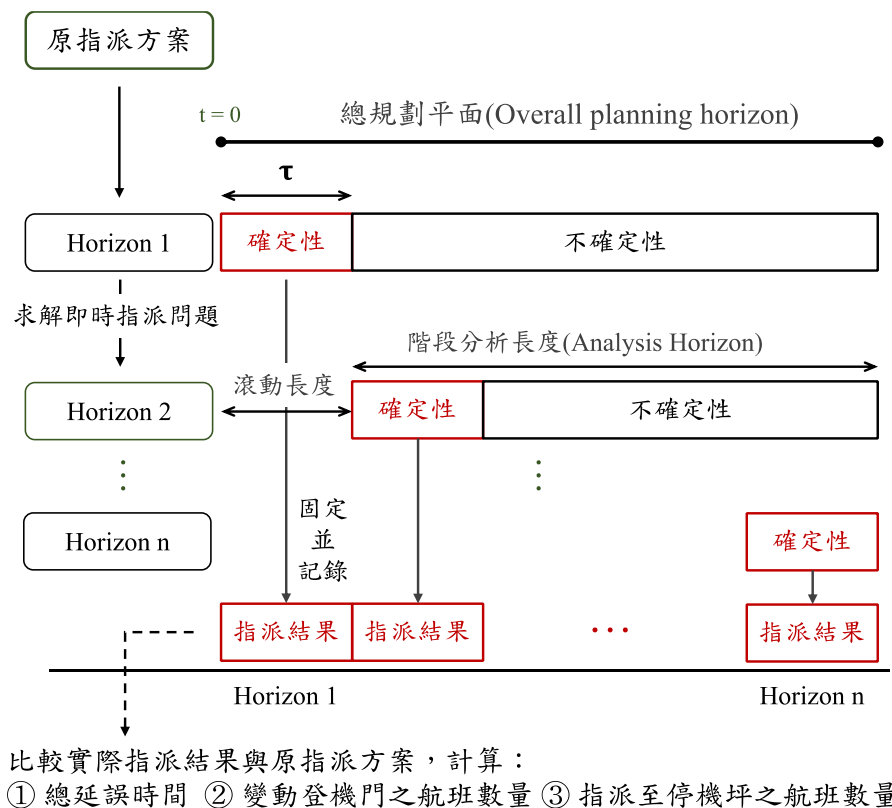 原指派方案
t = 0
總規劃平面(Overall planning horizon)
τ
Horizon 1
確定性
不確定性
求解即時指派問題
階段分析長度(Analysis Horizon)
滾動長度
Horizon 2
確定性
不確定性
Horizon n
固定
並
記錄
確定性
指派結果
指派結果
指派結果
Horizon 1
Horizon n
比較實際指派結果與原指派方案，計算：
① 總延誤時間 ② 變動登機門之航班數量 ③ 指派至停機坪之航班數量